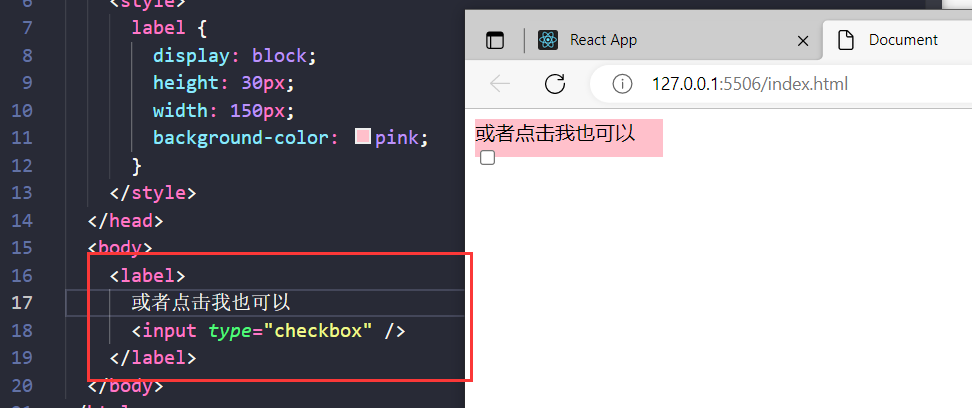 6 <style>
7 label {
8 display: block;
9 height: 30px;
10 width: 150px;
11 background-color: pink;
12 }
13 </style>
14 </head>
15 <body>
16 <label>
17 或者点击我也可以
18 <input type="checkbox" />
19 </label>
20 </body>
React App
Document
127.0.0.1:5506/index.html
或者点击我也可以